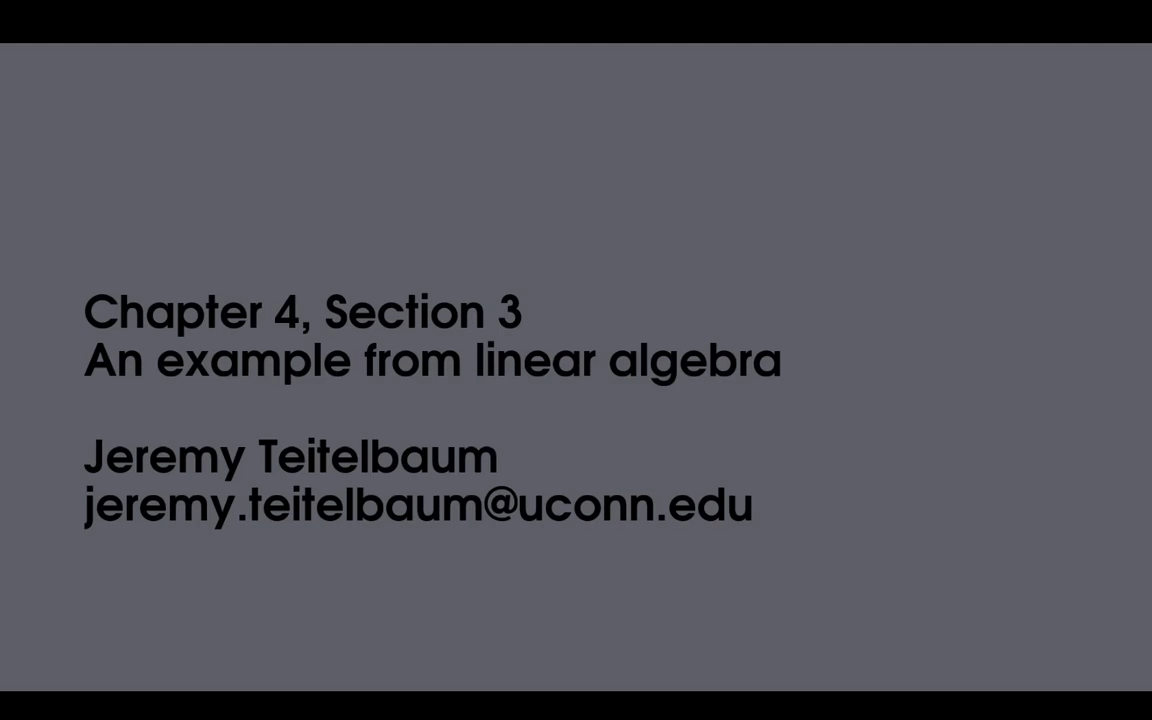 Chapter 4, Section 3
An example from linear algebra
Jeremy Teitelbaum
jeremy.teitelbaum@uconn.edu